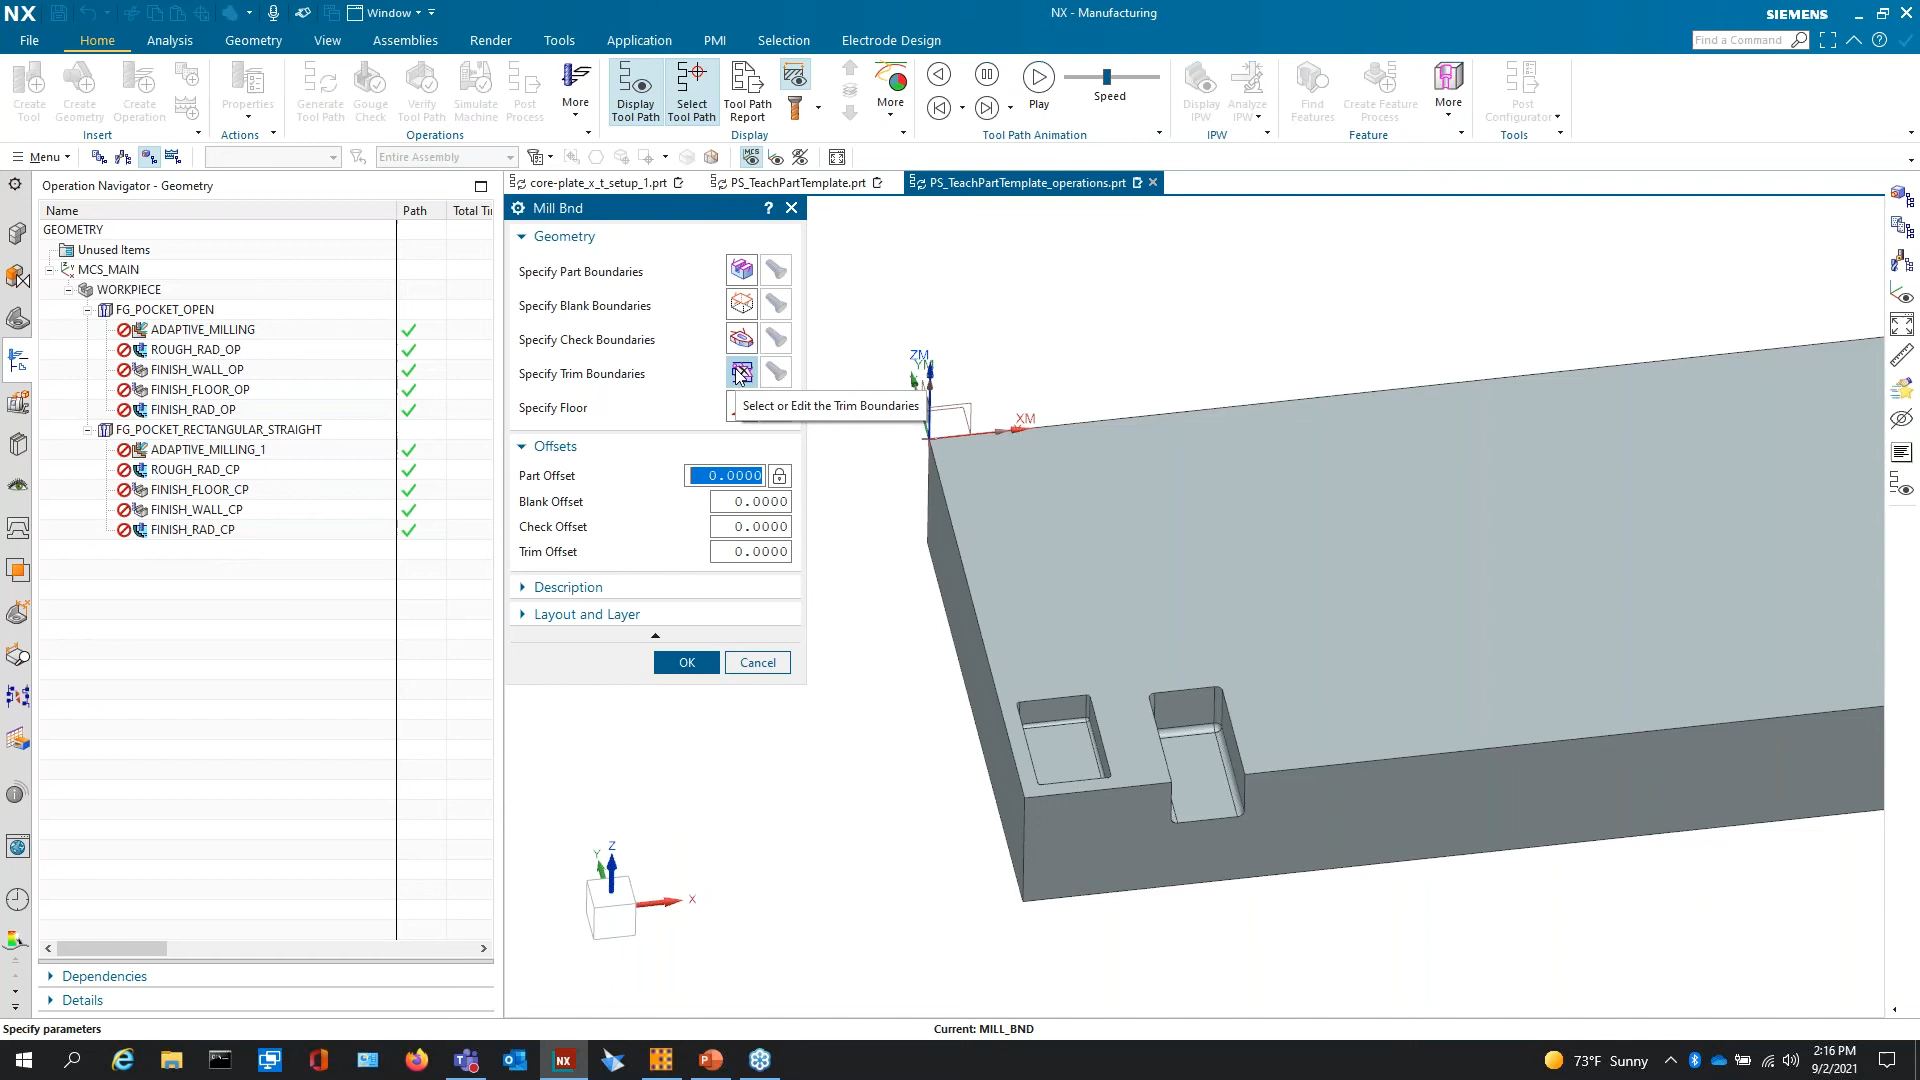 NX
Window
NX - Manufacturing
SIEMENS
File
Home
Analysis
Geometry
View
Assemblies
Render
Tools
Application
PMI
Selection
Electrode Design
Find a Command
Create Tool
Create Geometry
Create Operation
Insert
Properties
Actions
Generate Tool Path
Gouge Check
Verify Tool Path
Simulate Machine
Post Process
More
Operations
Display Tool Path
Select Tool Path
Tool Path Report
More
Display
Play
Speed
Tool Path Animation
Display IPW
Analyze IPW
IPW
Find Features
Create Feature Process
More
Feature
Post Configurator
Tools
Menu
Entire Assembly
MCS
Operation Navigator - Geometry
core-plate_x_t_setup_1.prt
PS_TeachPartTemplate.prt
PS_TeachPartTemplate_operations.prt
Name
Path
Total Ti
GEOMETRY
Unused Items
MCS_MAIN
WORKPIECE
FG_POCKET_OPEN
ADAPTIVE_MILLING
ROUGH_RAD_OP
FINISH_WALL_OP
FINISH_FLOOR_OP
FINISH_RAD_OP
FG_POCKET_RECTANGULAR_STRAIGHT
ADAPTIVE_MILLING_1
ROUGH_RAD_CP
FINISH_FLOOR_CP
FINISH_WALL_CP
FINISH_RAD_CP
Dependencies
Details
Mill Bnd
?
Geometry
Specify Part Boundaries
Specify Blank Boundaries
Specify Check Boundaries
Specify Trim Boundaries
Specify Floor
Select or Edit the Trim Boundaries
Offsets
Part Offset 0.0000
Blank Offset 0.0000
Check Offset 0.0000
Trim Offset 0.0000
Description
Layout and Layer
OK
Cancel
ZM
YM
XM
Z
Y
X
Specify parameters
Current: MILL_BND
NX
73°F Sunny
2:16 PM
9/2/2021